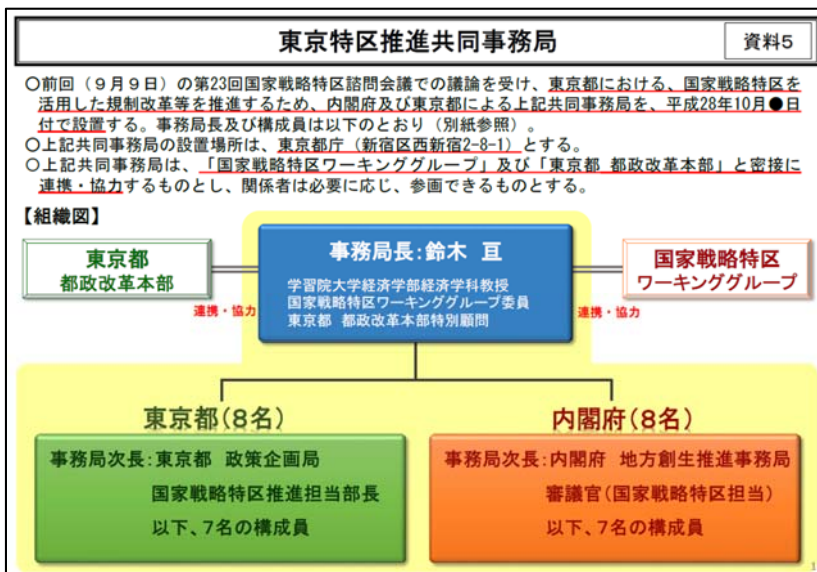 東京特区推進共同事務局
資料5
○前回（９月９日）の第23回国家戦略特区諮問会議での議論を受け、東京都における、国家戦略特区を
活用した規制改革等を推進するため、内閣府及び東京都による上記共同事務局を、平成28年10月●日
付で設置する。事務局長及び構成員は以下のとおり（別紙参照）。
○上記共同事務局の設置場所は、東京都庁（新宿区西新宿2-8-1）とする。
○上記共同事務局は、「国家戦略特区ワーキンググループ」及び「東京都 都政改革本部」と密接に
連携・協力するものとし、関係者は必要に応じ、参画できるものとする。
【組織図】
東京都
都政改革本部
連携・協力
事務局長：鈴木 亘
学習院大学経済学部経済学科教授
国家戦略特区ワーキンググループ委員
東京都 都政改革本部特別顧問
国家戦略特区
ワーキンググループ
連携・協力
東京都（８名）
事務局次長：東京都 政策企画局
国家戦略特区推進担当部長
以下、7名の構成員
内閣府（８名）
事務局次長：内閣府 地方創生推進事務局
審議官（国家戦略特区担当）
以下、7名の構成員
1